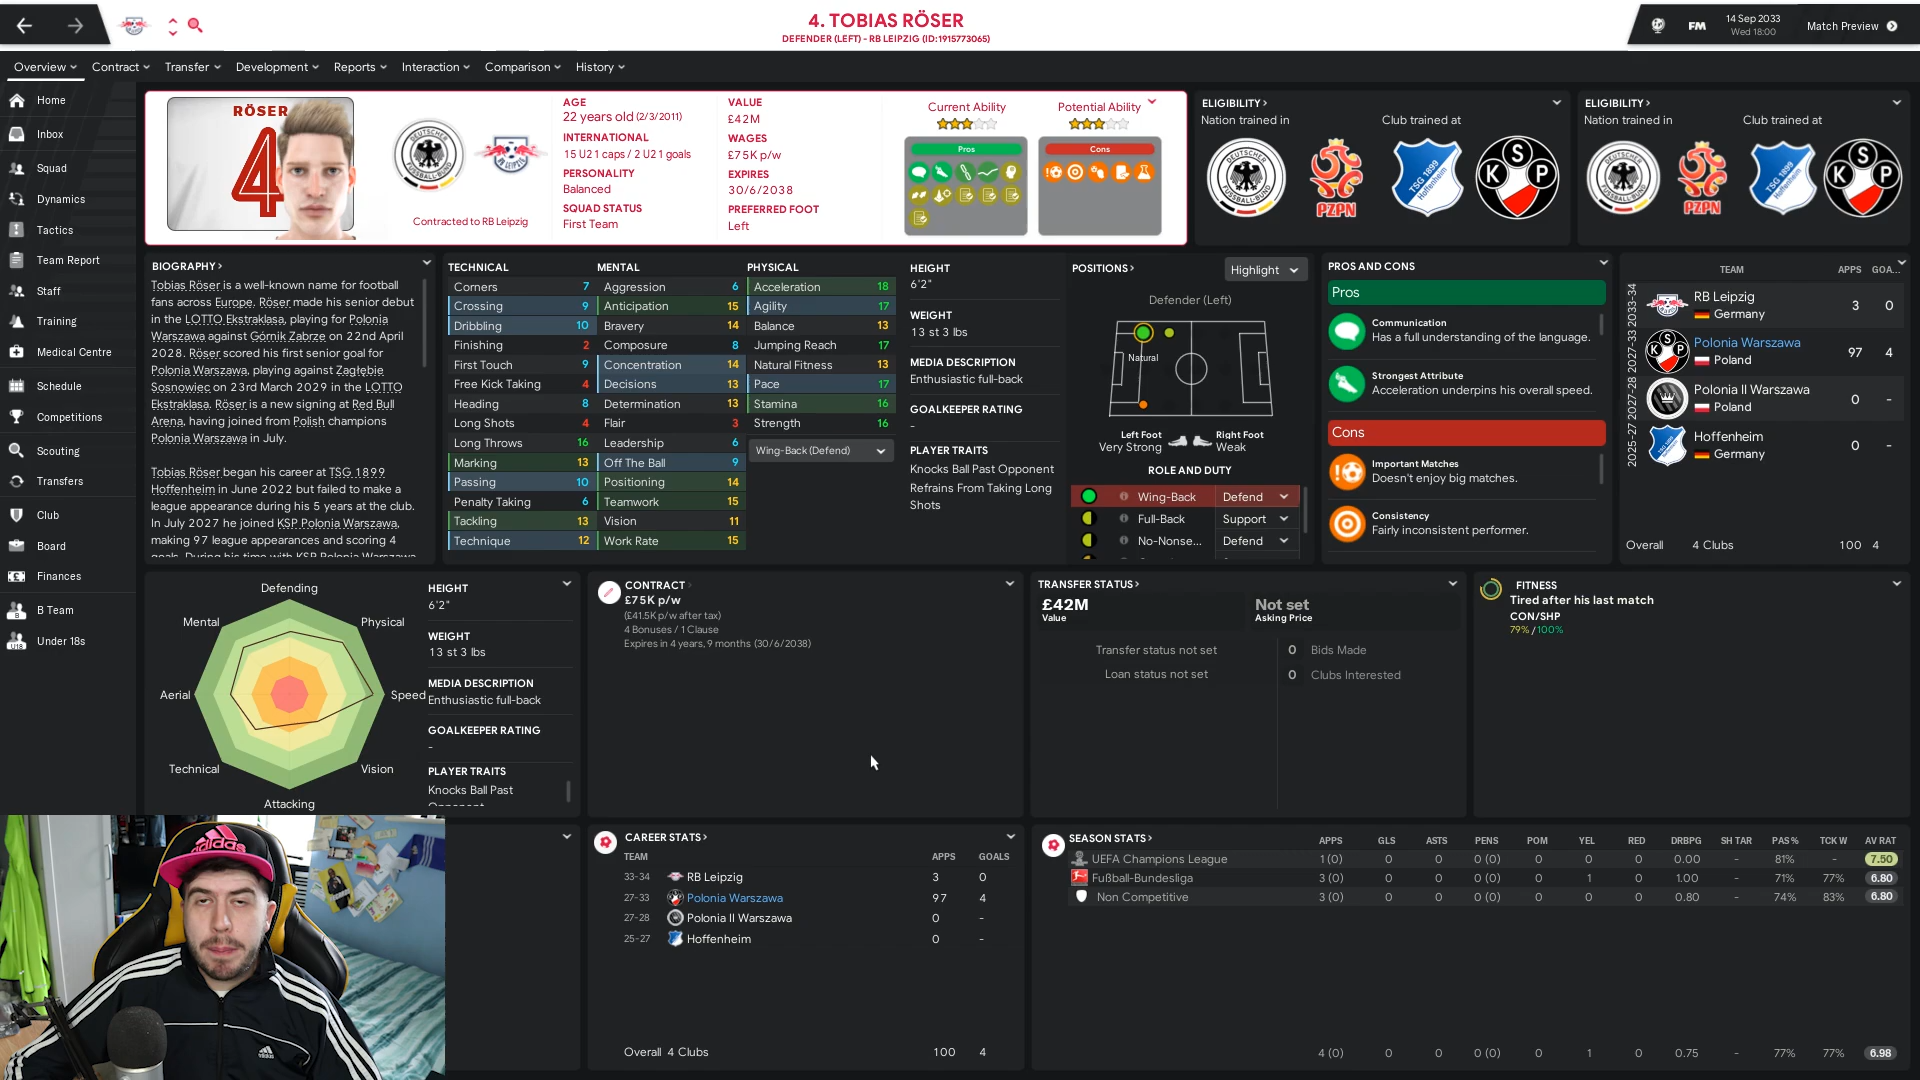 4. TOBIAS RÖSER
DEFENDER (LEFT) - RB LEIPZIG (ID:1915773065)
FM
14 Sep 2033
Wed 18:00
Match Preview
Overview
Contract
Transfer
Development
Reports
Interaction
Comparison
History
Home
Inbox
Squad
Dynamics
Tactics
Team Report
Staff
Training
Medical Centre
Schedule
Competitions
Scouting
Transfers
Club
Board
Finances
B Team
Under 18s
RÖSER
4
Contracted to RB Leipzig
AGE
22 years old (2/3/2011)
INTERNATIONAL
15 U21 caps / 2 U21 goals
PERSONALITY
Balanced
SQUAD STATUS
First Team
VALUE
£42M
WAGES
£75K p/w
EXPIRES
30/6/2038
PREFERRED FOOT
Left
Current Ability
Potential Ability
Pros
Cons
ELIGIBILITY >
Nation trained in
Club trained at
PZPN
TSG 1899
Hoffenheim
KSP
ELIGIBILITY >
Nation trained in
Club trained at
PZPN
TSG 1899
Hoffenheim
KSP
BIOGRAPHY >
Tobias Röser is a well-known name for football
fans across Europe. Röser made his senior debut
in the LOTTO Ekstraklasa, playing for Polonia
Warszawa against Górnik Zabrze on 22nd April
2028. Röser scored his first senior goal for
Polonia Warszawa, playing against Zagłębie
Sosnowiec on 23rd March 2029 in the LOTTO
Ekstraklasa. Röser is a new signing at Red Bull
Arena, having joined from Polish champions
Polonia Warszawa in July.
Tobias Röser began his career at TSG 1899
Hoffenheim in June 2022 but failed to make a
league appearance during his 5 years at the club.
In July 2027 he joined KSP Polonia Warszawa,
making 97 league appearances and scoring 4
goals. During his time with KSP Polonia Warszawa
TECHNICAL
Corners 7
Crossing 9
Dribbling 10
Finishing 2
First Touch 9
Free Kick Taking 4
Heading 8
Long Shots 4
Long Throws 16
Marking 13
Passing 10
Penalty Taking 6
Tackling 13
Technique 12
MENTAL
Aggression 6
Anticipation 15
Bravery 14
Composure 8
Concentration 14
Decisions 13
Determination 13
Flair 3
Leadership 6
Off The Ball 9
Positioning 14
Teamwork 15
Vision 11
Work Rate 15
PHYSICAL
Acceleration 18
Agility 17
Balance 13
Jumping Reach 17
Natural Fitness 13
Pace 17
Stamina 16
Strength 16
Wing-Back (Defend)
HEIGHT
6'2"
WEIGHT
13 st 3 lbs
MEDIA DESCRIPTION
Enthusiastic full-back
GOALKEEPER RATING
-
PLAYER TRAITS
Knocks Ball Past Opponent
Refrains From Taking Long
Shots
POSITIONS >
Highlight
Defender (Left)
Natural
Left Foot
Very Strong
Right Foot
Weak
ROLE AND DUTY
Wing-Back Defend
Full-Back Support
No-Nonse... Defend
PROS AND CONS
Pros
Communication
Has a full understanding of the language.
Strongest Attribute
Acceleration underpins his overall speed.
Cons
Important Matches
Doesn't enjoy big matches.
Consistency
Fairly inconsistent performer.
TEAM APPS GOA...
2033-34
RB Leipzig 3 0
Germany
2027-33
Polonia Warszawa 97 4
Poland
2027-28
Polonia II Warszawa 0 -
Poland
2025-27
Hoffenheim 0 -
Germany
Overall 4 Clubs 100 4
Defending
Physical
Speed
Vision
Attacking
Technical
Aerial
Mental
HEIGHT
6'2"
WEIGHT
13 st 3 lbs
MEDIA DESCRIPTION
Enthusiastic full-back
GOALKEEPER RATING
-
PLAYER TRAITS
Knocks Ball Past
Opponent
CONTRACT >
£75K p/w
(£41.5K p/w after tax)
4 Bonuses / 1 Clause
Expires in 4 years, 9 months (30/6/2038)
TRANSFER STATUS >
£42M
Value
Not set
Asking Price
Transfer status not set
Loan status not set
0 Bids Made
0 Clubs Interested
FITNESS
Tired after his last match
CON/SHP
79% / 100%
adidas
adidas
CAREER STATS >
TEAM APPS GOALS
33-34 RB Leipzig 3 0
27-33 Polonia Warszawa 97 4
27-28 Polonia II Warszawa 0 -
25-27 Hoffenheim 0 -
Overall 4 Clubs 100 4
SEASON STATS >
APPS GLS ASTS PENS POM YEL RED DRBPG SH TAR PAS % TCK W AV RAT
UEFA Champions League 1 (0) 0 0 0 (0) 0 0 0 0.00 - 81% - 7.50
Fußball-Bundesliga 3 (0) 0 0 0 (0) 0 1 0 1.00 - 71% 77% 6.80
Non Competitive 3 (0) 0 0 0 (0) 0 0 0 0.80 - 74% 83% 6.80
4 (0) 0 0 0 (0) 0 1 0 0.75 - 77% 77% 6.98